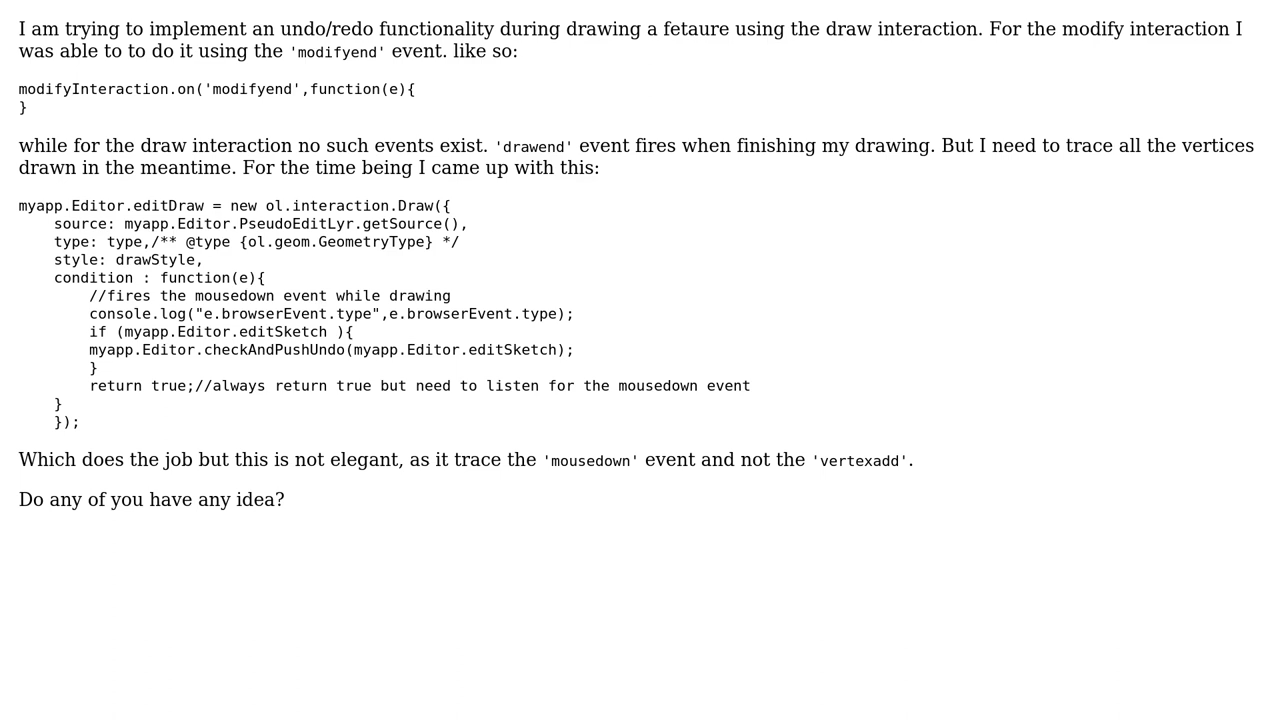 I am trying to implement an undo/redo functionality during drawing a fetaure using the draw interaction. For the modify interaction I
was able to to do it using the 'modifyend' event. like so:
modifyInteraction.on('modifyend',function(e){
}
while for the draw interaction no such events exist. 'drawend' event fires when finishing my drawing. But I need to trace all the vertices
drawn in the meantime. For the time being I came up with this:
myapp.Editor.editDraw = new ol.interaction.Draw({
    source: myapp.Editor.PseudoEditLyr.getSource(),
    type: type,/** @type {ol.geom.GeometryType} */
    style: drawStyle,
    condition : function(e){
        //fires the mousedown event while drawing
        console.log("e.browserEvent.type",e.browserEvent.type);
        if (myapp.Editor.editSketch ){
        myapp.Editor.checkAndPushUndo(myapp.Editor.editSketch);
        }
        return true;//always return true but need to listen for the mousedown event
    }
    });
Which does the job but this is not elegant, as it trace the 'mousedown' event and not the 'vertexadd'.
Do any of you have any idea?